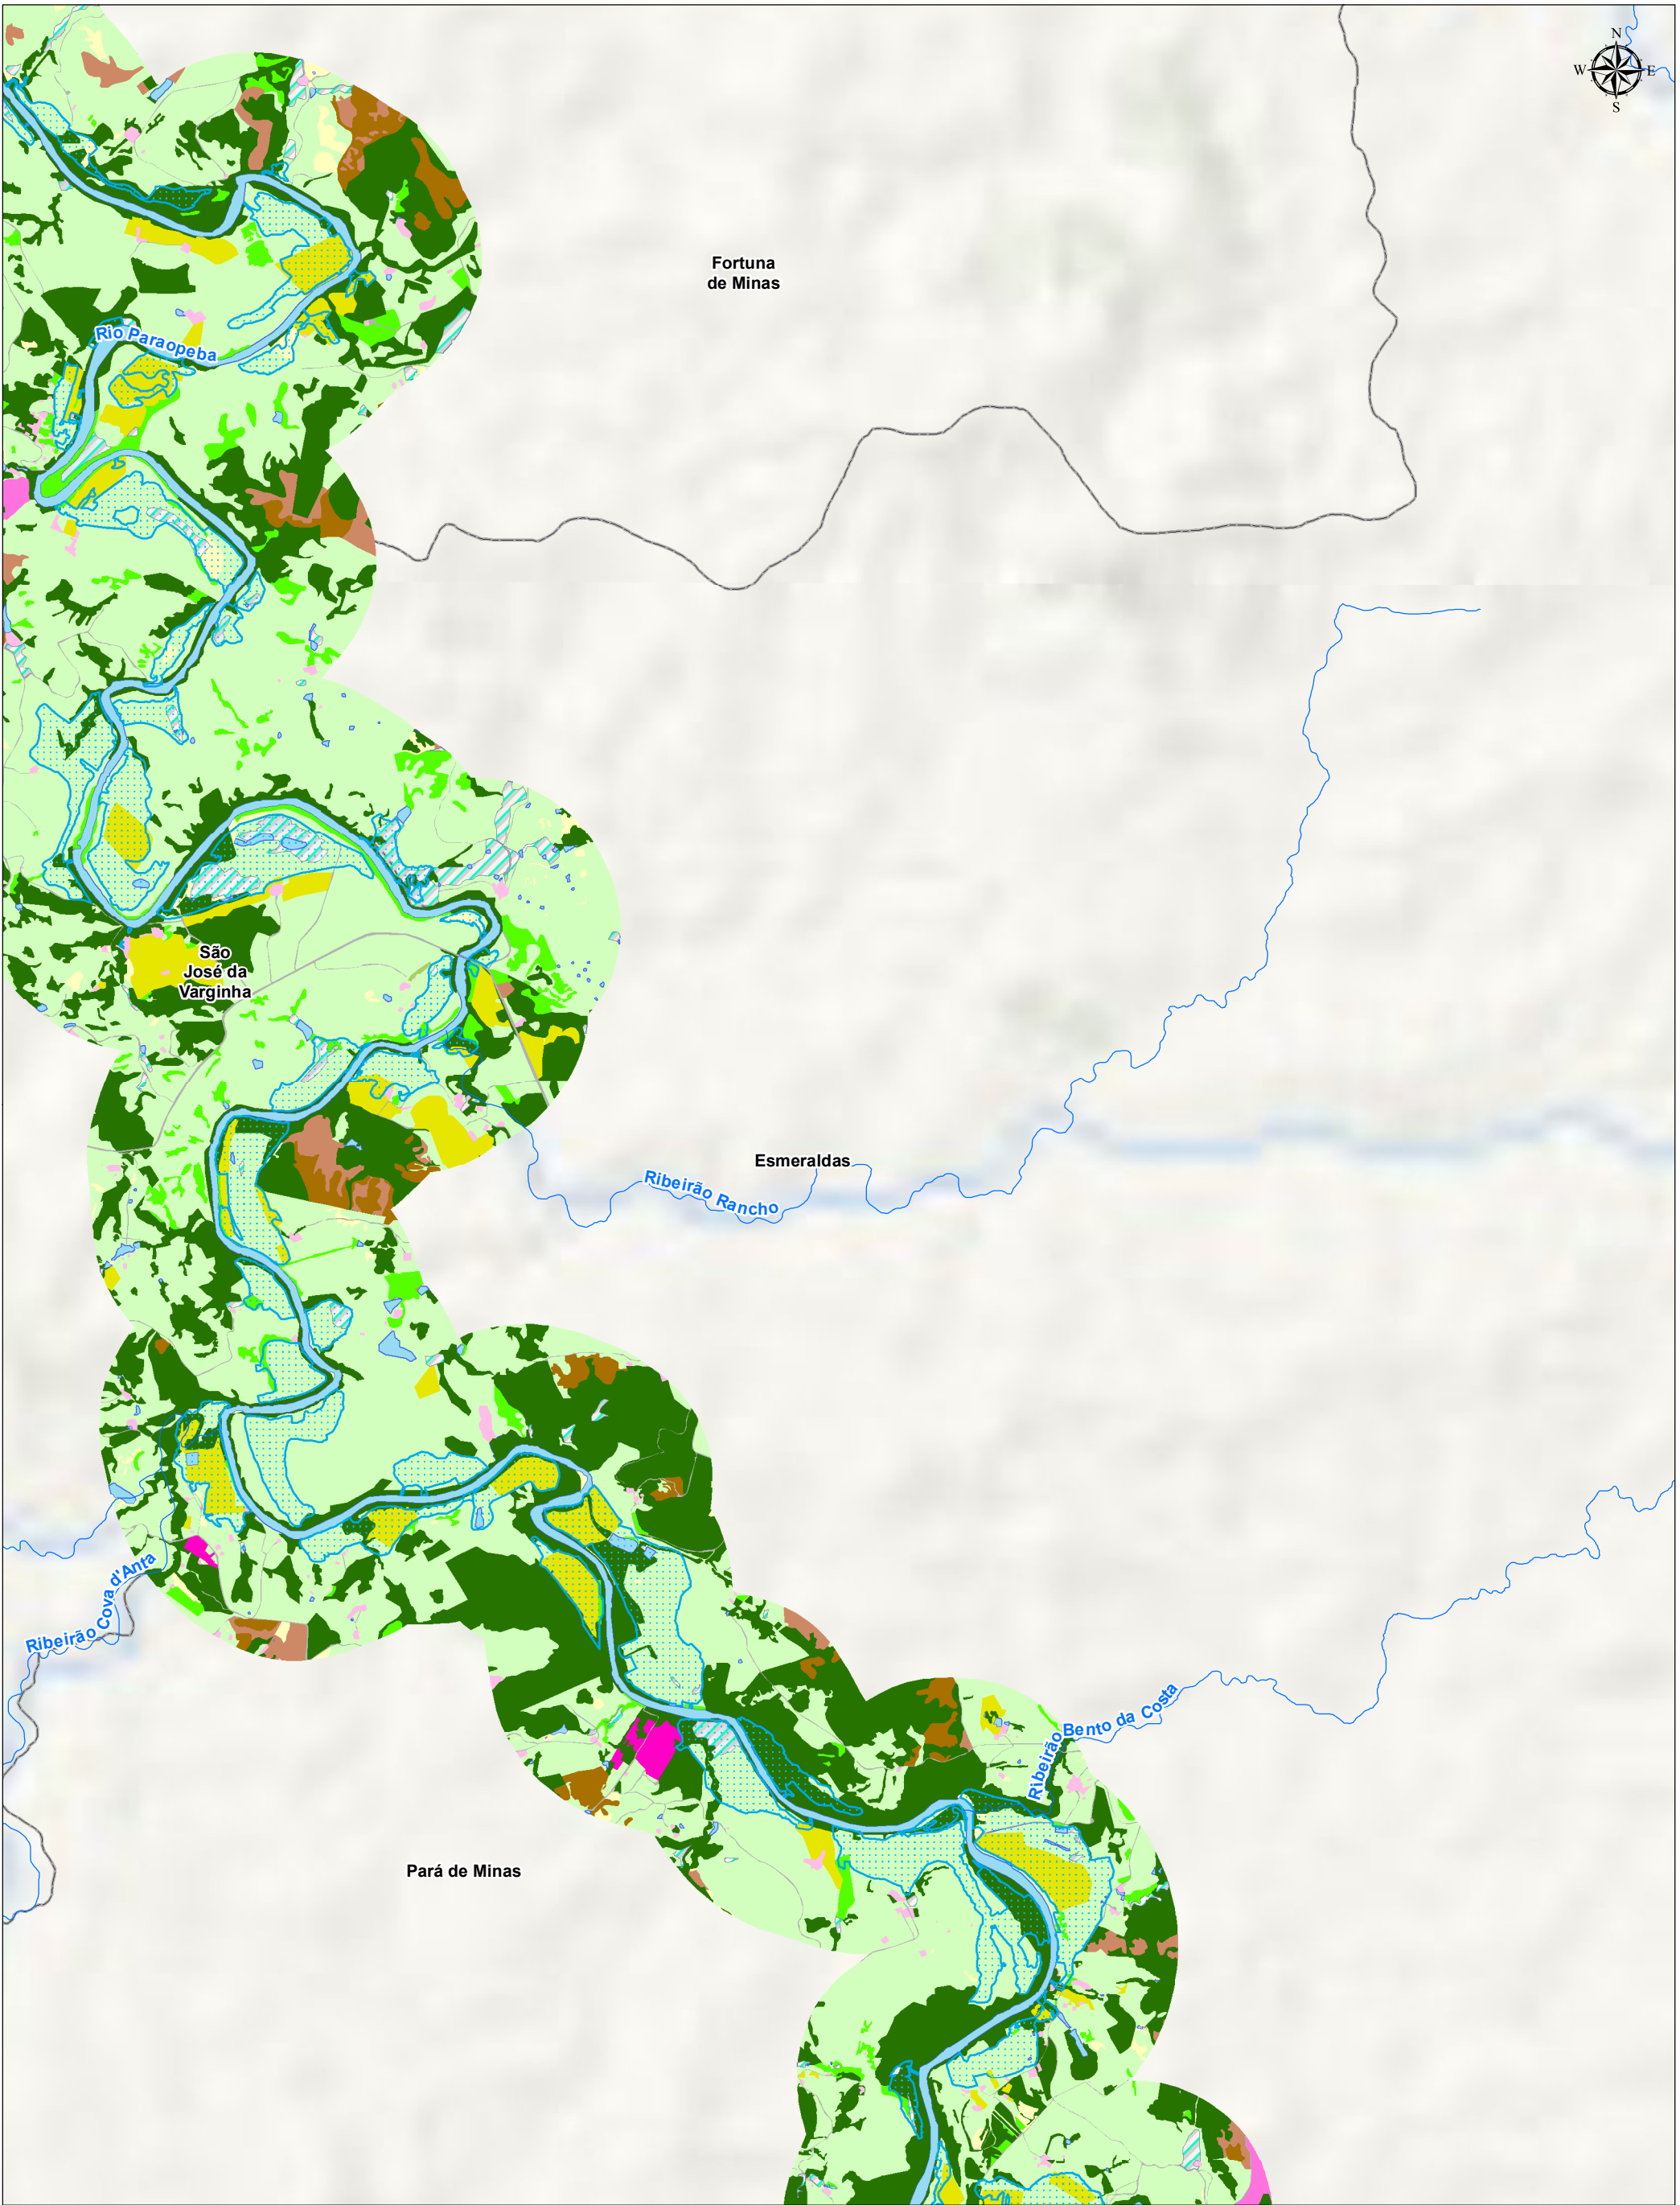 N
W E
S
Fortuna
de Minas
Rio Paraopeba
São
José da
Varginha
Esmeraldas
Ribeirão Rancho
Ribeirão Cova d'Anta
Ribeirão Bento da Costa
Pará de Minas